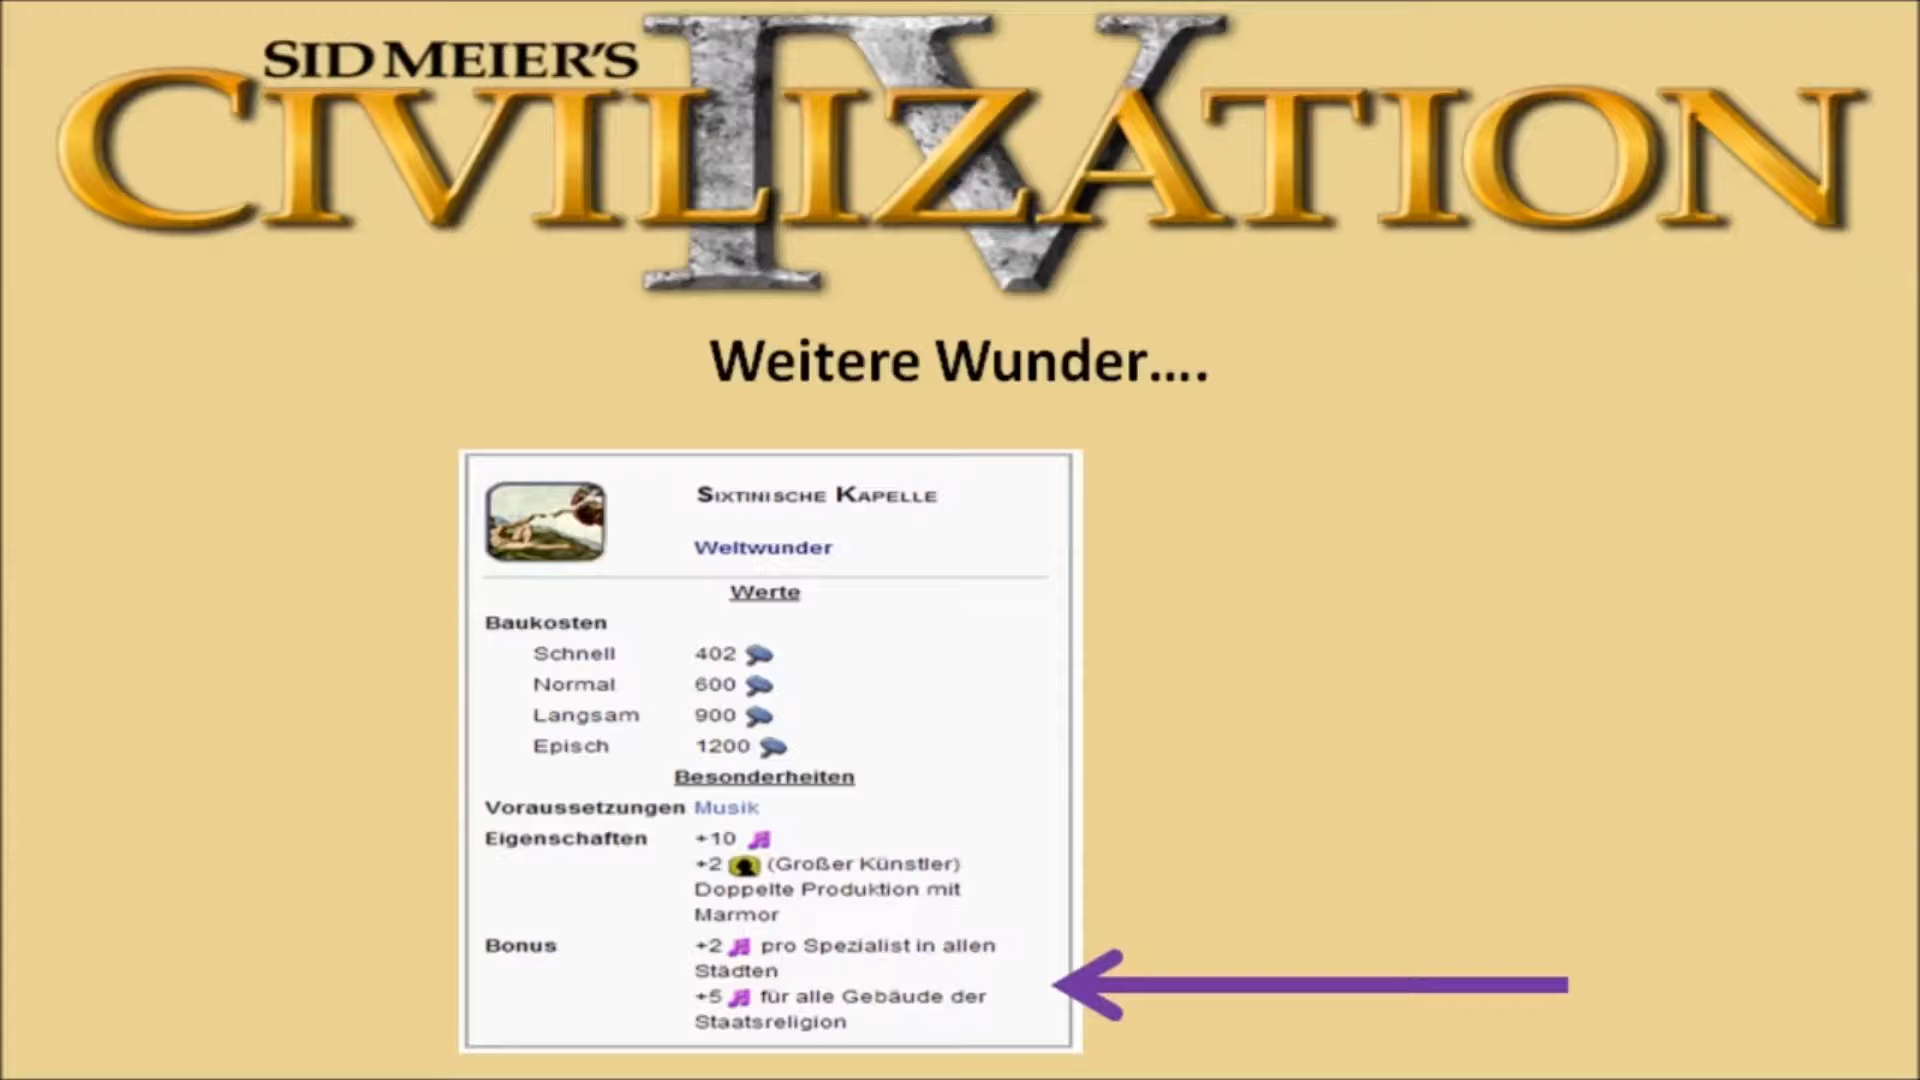 SID MEIER'S
CIVILIZATION IV
Weitere Wunder....
Sixtinische Kapelle
Weltwunder
Werte
Baukosten
Schnell 402
Normal 600
Langsam 900
Episch 1200
Besonderheiten
Voraussetzungen Musik
Eigenschaften +10
+2 (Großer Künstler)
Doppelte Produktion mit
Marmor
Bonus +2 pro Spezialist in allen
Städten
+5 für alle Gebäude der
Staatsreligion